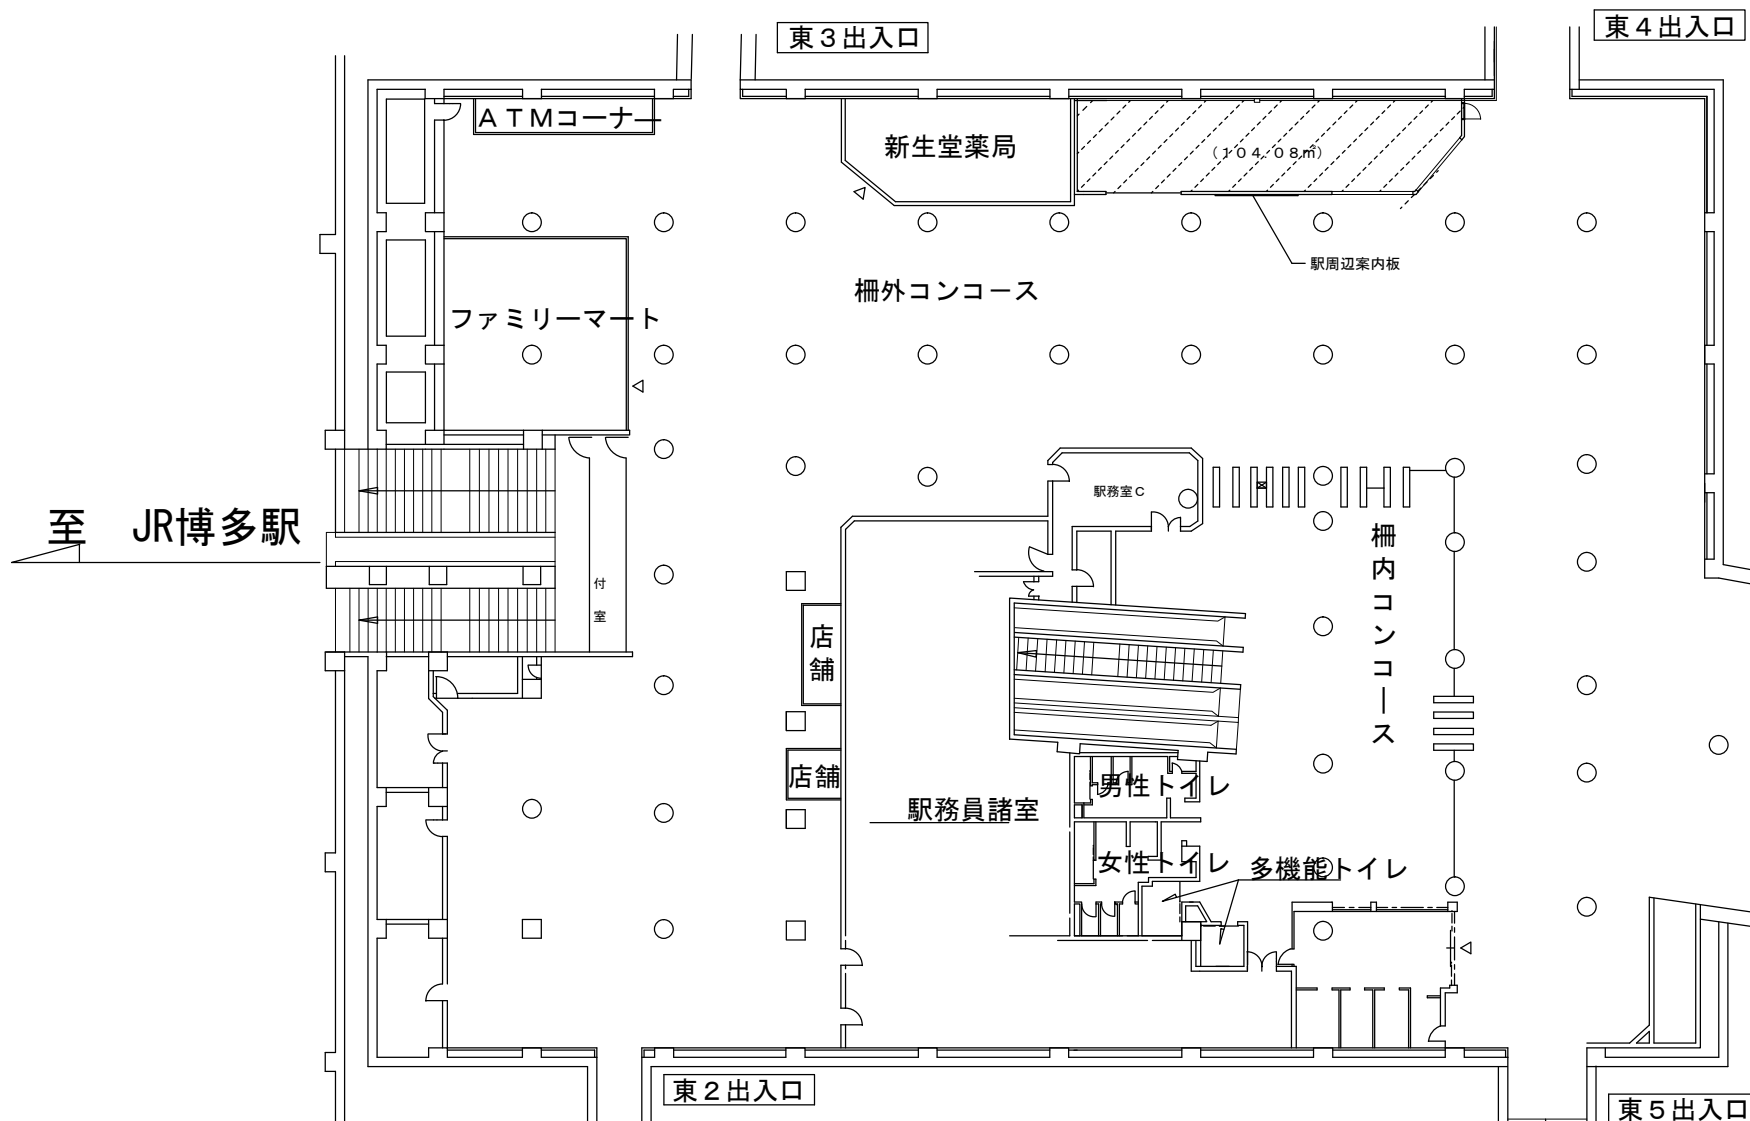 東３出入口
東４出入口
ＡＴＭコーナー
新生堂薬局
（１０４．０８㎡）
駅周辺案内板
柵外コンコース
ファミリーマート
駅務室Ｃ
至　JR博多駅
柵内コンコース
付室
店舗
店舗
男性トイレ
駅務員諸室
女性トイレ
多機能トイレ
東２出入口
東５出入口